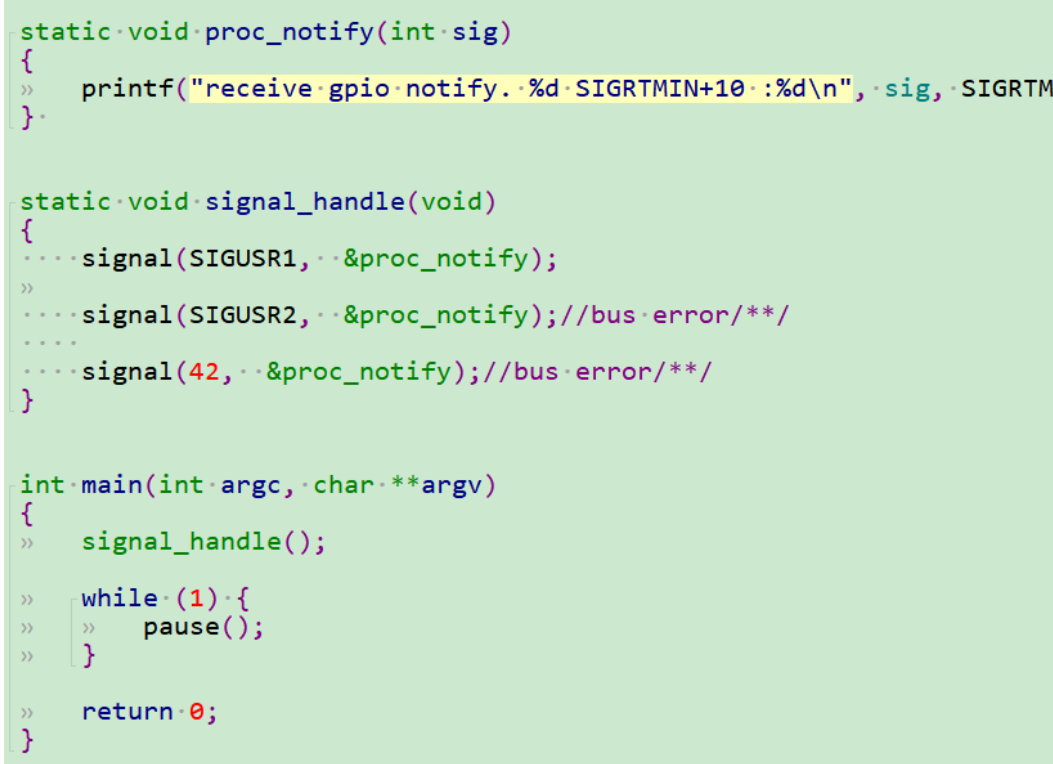 static void proc_notify(int sig)
{
    printf("receive gpio notify. %d SIGRTMIN+10 :%d\n", sig, SIGRTM
}
static void signal_handle(void)
{
    signal(SIGUSR1,  &proc_notify);
    signal(SIGUSR2,  &proc_notify);//bus error/**/
    signal(42,  &proc_notify);//bus error/**/
}
int main(int argc, char **argv)
{
    signal_handle();
    while (1) {
        pause();
    }
    return 0;
}